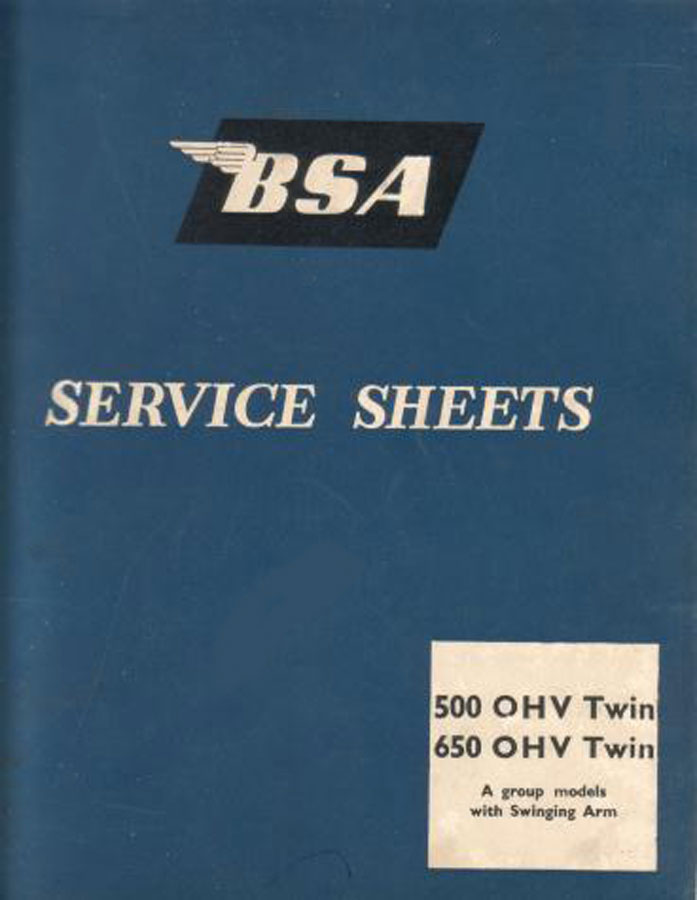 BSA
SERVICE SHEETS
500 OHV Twin
650 OHV Twin
A group models
with Swinging Arm